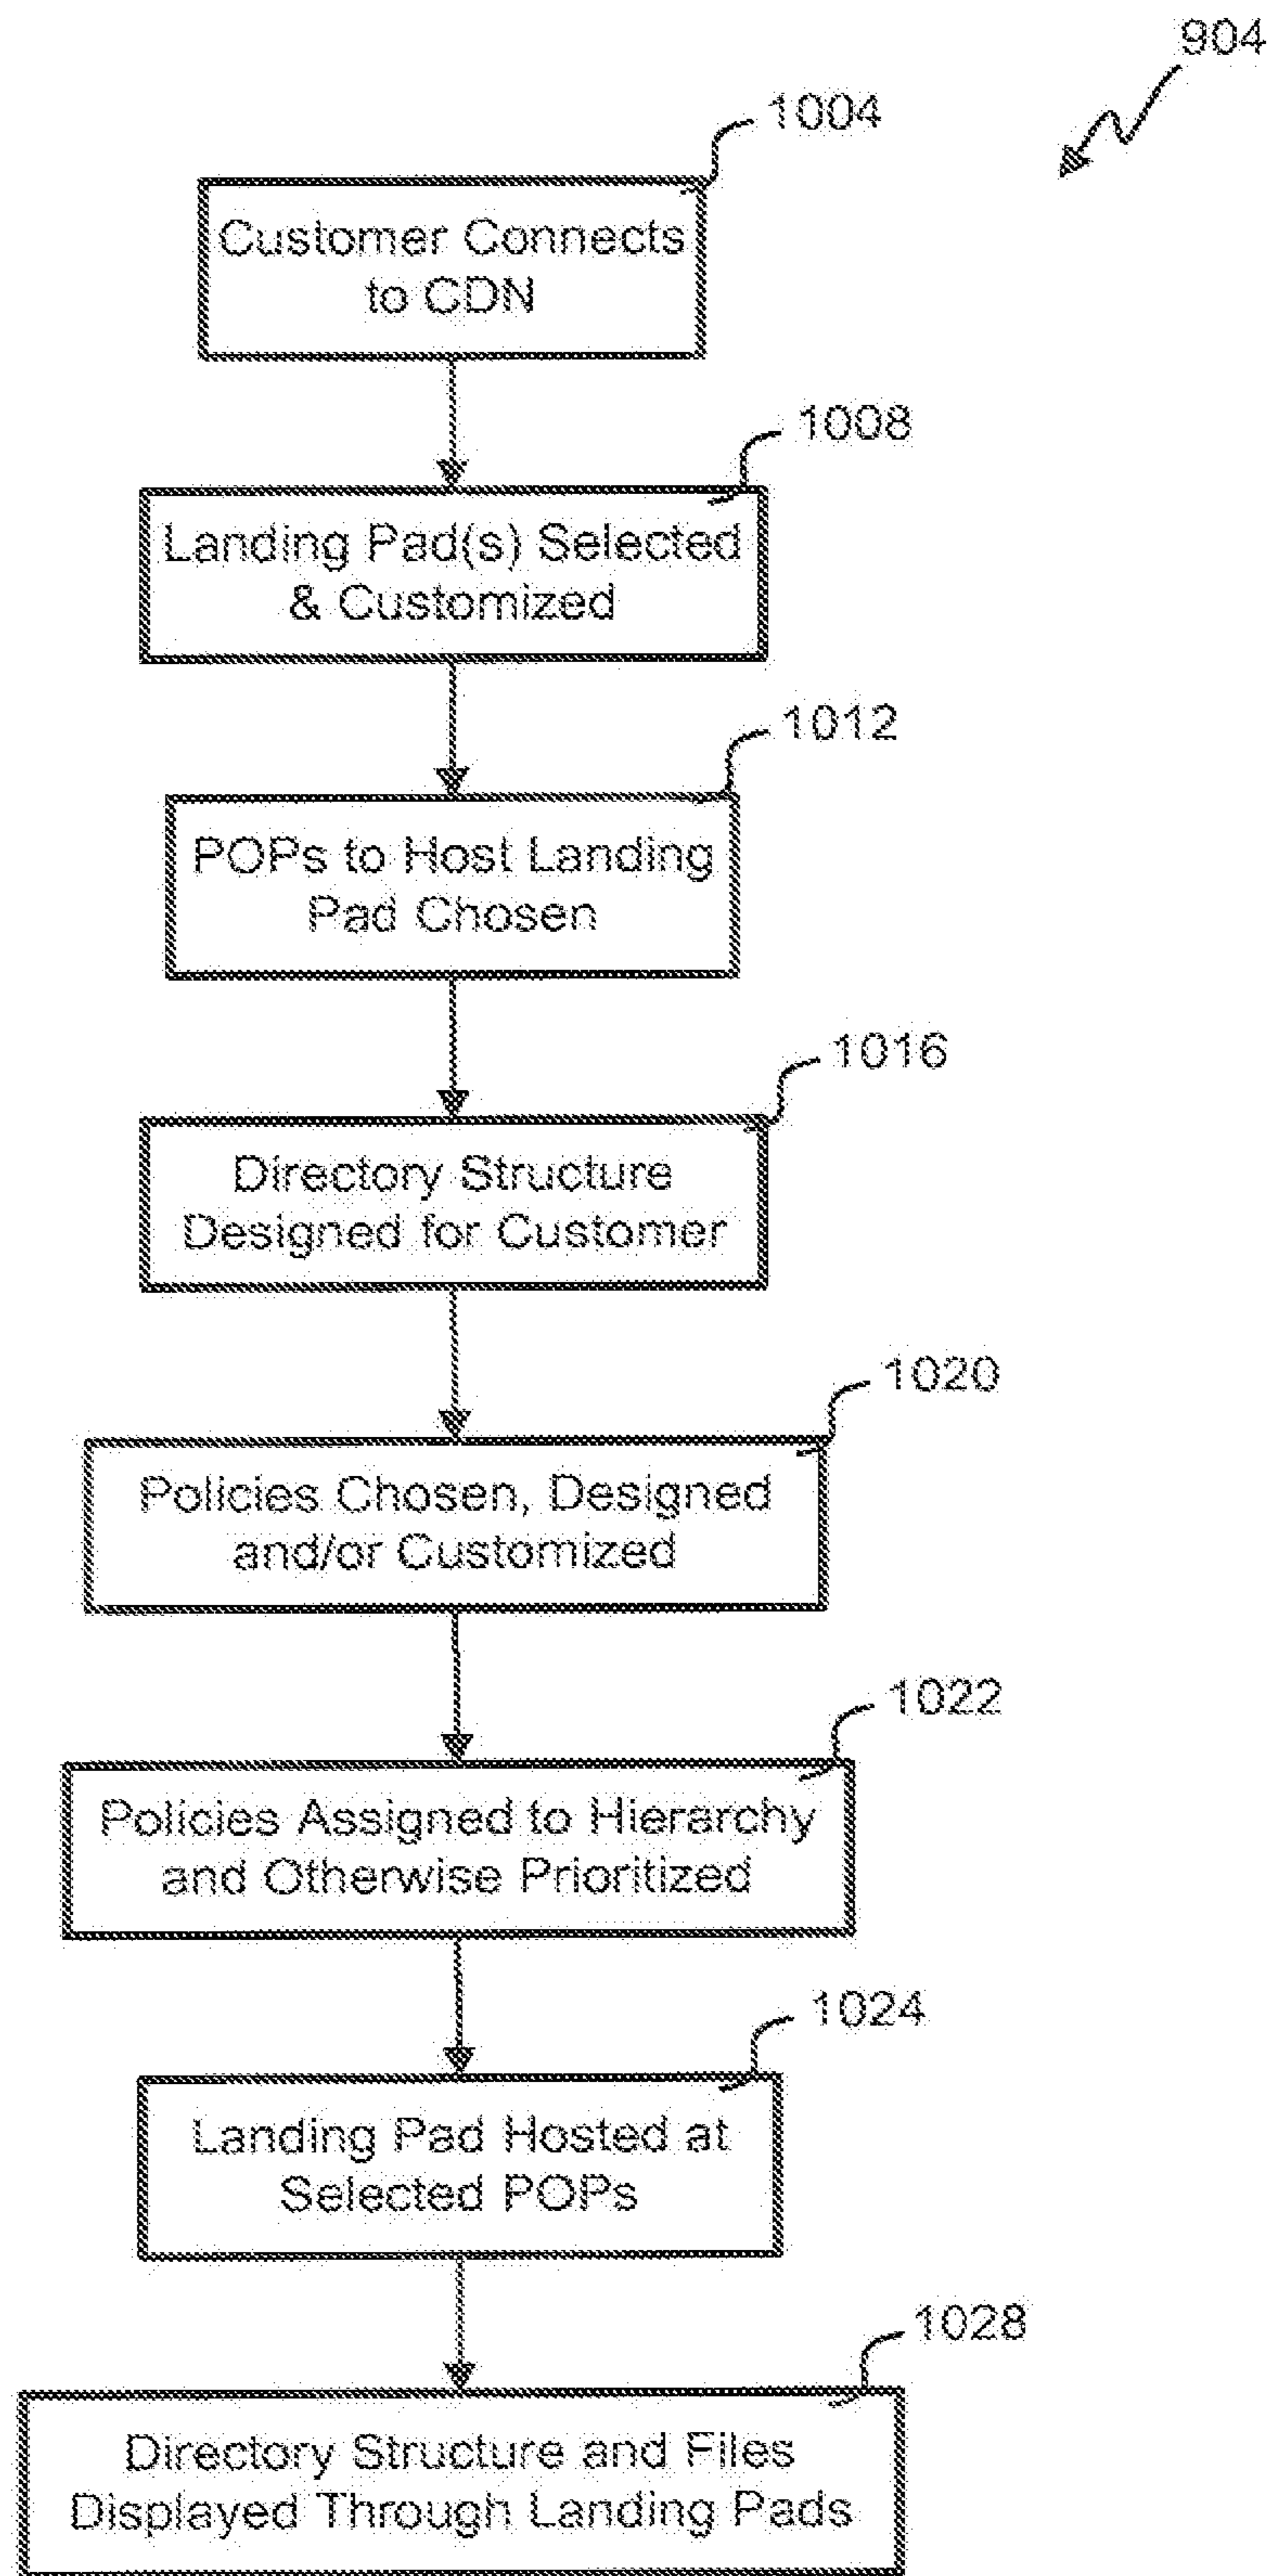 904
1004
Customer Connects
to CDN
1008
Landing Pad(s) Selected
& Customized
1012
POPs to Host Landing
Pad Chosen
1016
Directory Structure
Designed for Customer
1020
Policies Chosen, Designed
and/or Customized
1022
Policies Assigned to Hierarchy
and Otherwise Prioritized
1024
Landing Pad Hosted at
Selected POPs
1028
Directory Structure and Files
Displayed Through Landing Pads